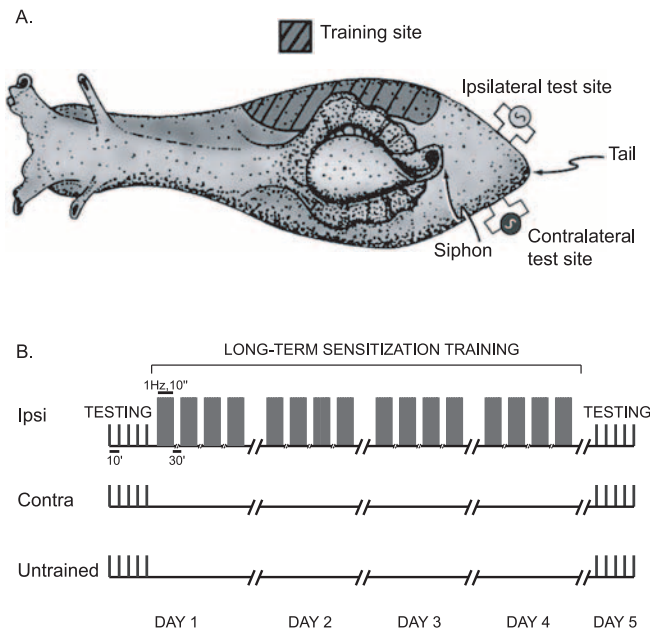 A.
Training site
Ipsilateral test site
Tail
Siphon
Contralateral
test site
B.
LONG-TERM SENSITIZATION TRAINING
1Hz,10"
Ipsi
TESTING
TESTING
10'
30'
Contra
Untrained
DAY 1 DAY 2 DAY 3 DAY 4 DAY 5